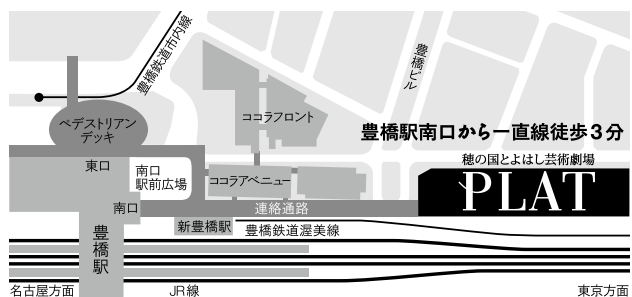 豊橋鉄道市内線
豊橋ビル
ペデストリアン
デッキ
ココラフロント
豊橋駅南口から一直線徒歩3分
穂の国とよはし芸術劇場
PLAT
東口
南口
駅前広場
ココラアベニュー
南口
連絡通路
新豊橋駅
豊橋鉄道渥美線
豊橋駅
名古屋方面
JR線
東京方面